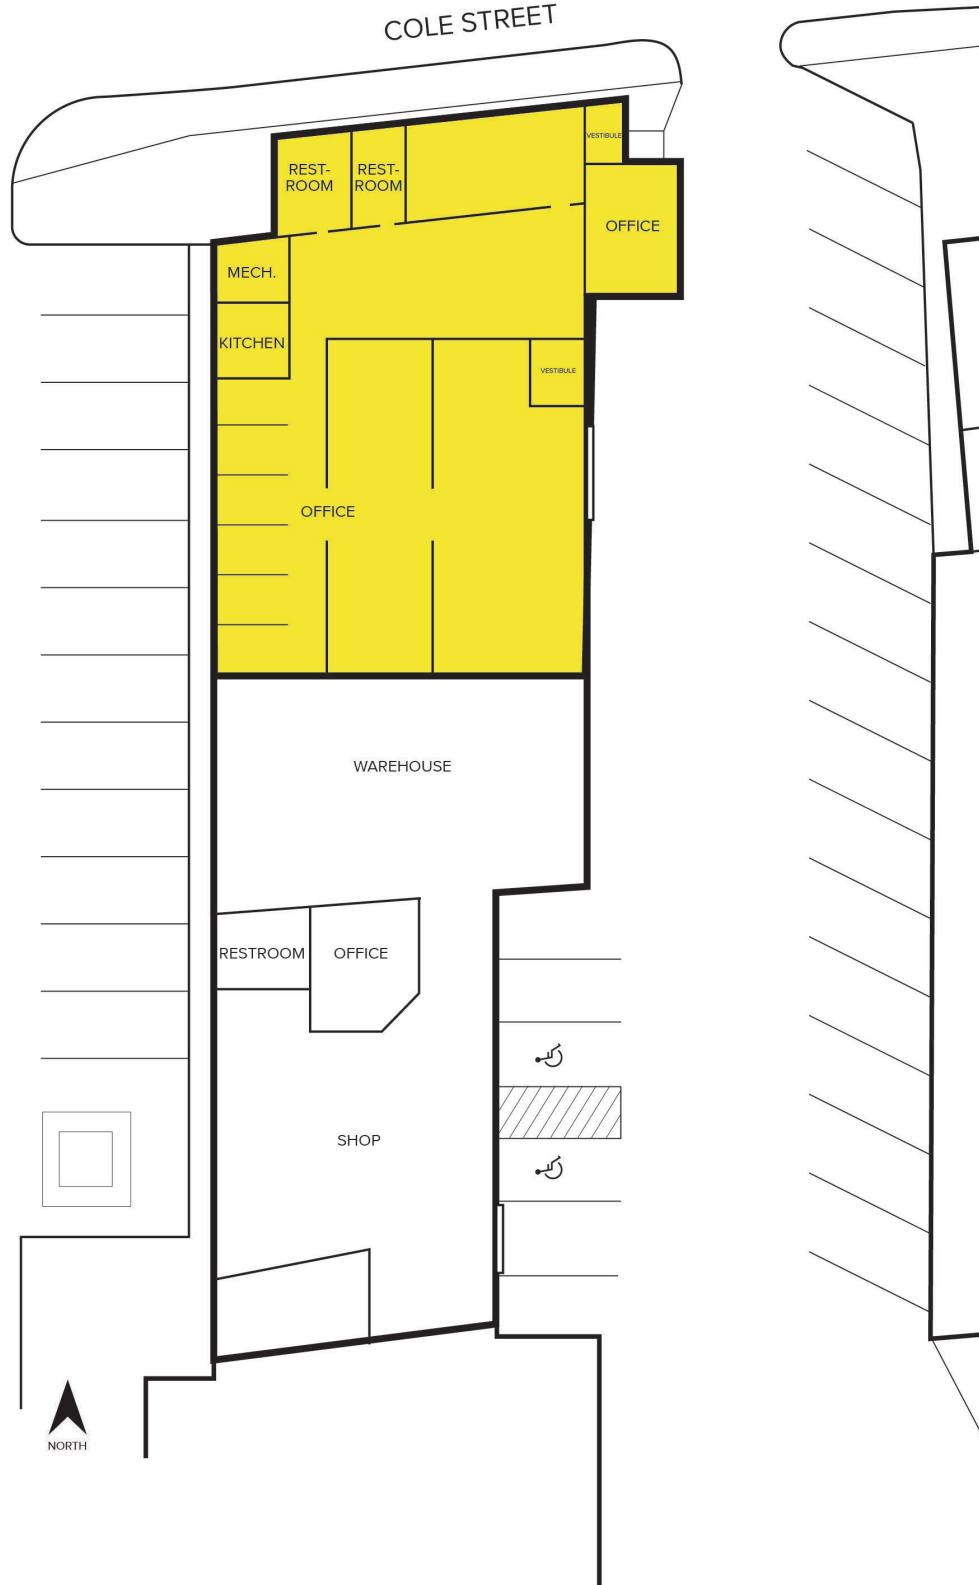 COLE STREET
VESTIBULE
REST-
ROOM
REST-
ROOM
OFFICE
MECH.
KITCHEN
VESTIBULE
OFFICE
WAREHOUSE
RESTROOM
OFFICE
SHOP
NORTH